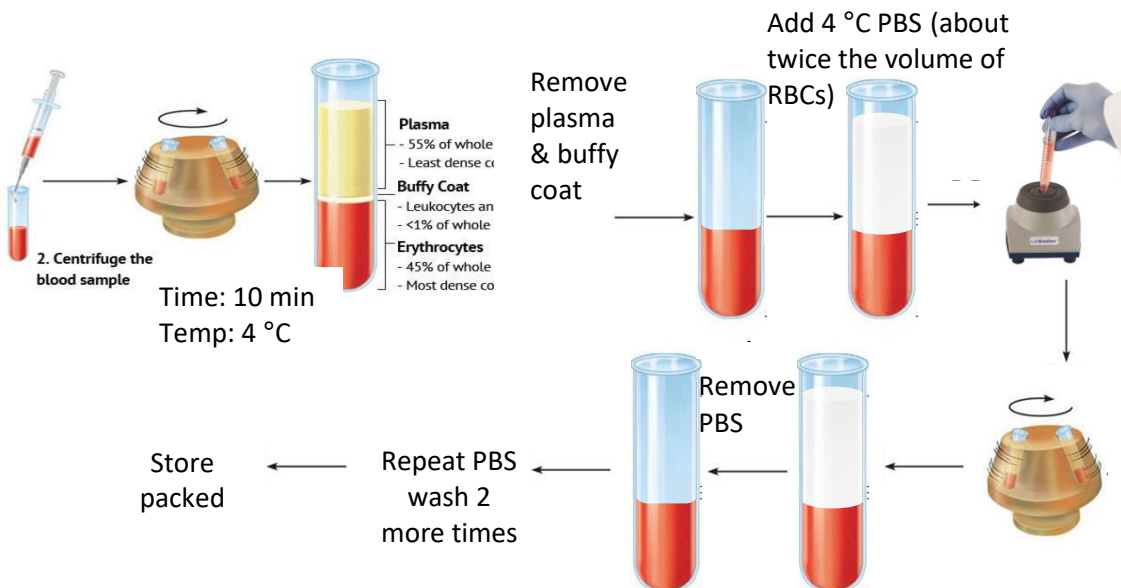 Add 4 °C PBS (about
twice the volume of
RBCs)
Remove
plasma
& buffy
coat
Plasma
- 55% of whole
- Least dense co
Buffy Coat
- Leukocytes an
- <1% of whole
Erythrocytes
- 45% of whole
- Most dense co
2. Centrifuge the
blood sample
Time: 10 min
Temp: 4 °C
Remove
PBS
Repeat PBS
wash 2
more times
Store
packed